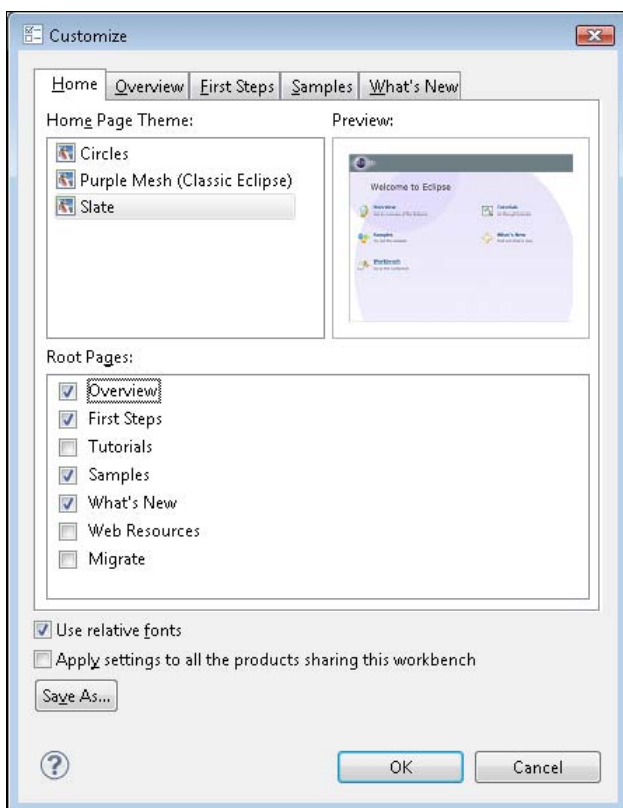 Customize
Home Overview First Steps Samples What's New
Home Page Theme: Preview:
Circles
Purple Mesh (Classic Eclipse)
Slate
Welcome to Eclipse
Overview Tutorials
Samples What's New
Workbench
Root Pages:
Overview
First Steps
Tutorials
Samples
What's New
Web Resources
Migrate
Use relative fonts
Apply settings to all the products sharing this workbench
Save As...
OK Cancel